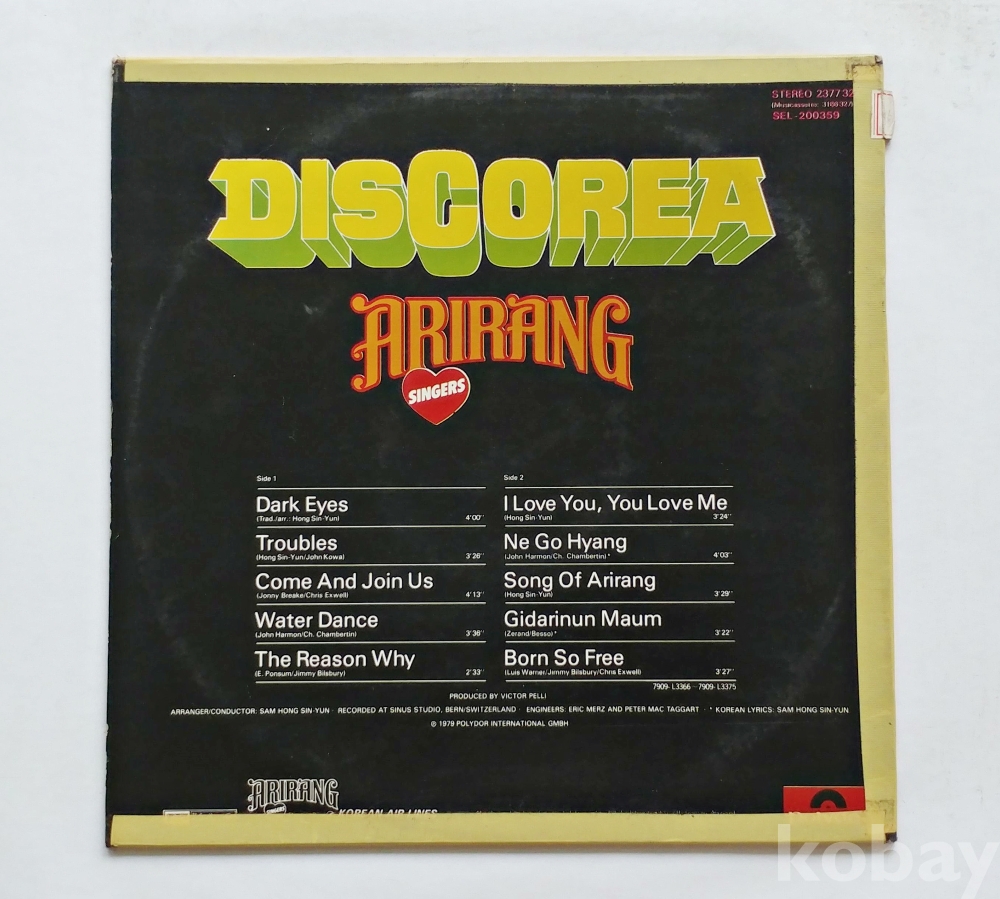 STEREO 2377 32
(Musicassette: 3188 327)
SEL-200359
DISCOREA
ARIRANG
SINGERS
Side 1
Dark Eyes
(Trad./arr.: Hong Sin-Yun) 4'00"
Troubles
(Hong Sin-Yun/John Kowa) 3'26"
Come And Join Us
(Jonny Breake/Chris Exwell) 4'13"
Water Dance
(John Harmon/Ch. Chambertin) 3'36"
The Reason Why
(E. Ponsum/Jimmy Bilsbury) 2'33"
Side 2
I Love You, You Love Me
(Hong Sin-Yun) 3'24"
Ne Go Hyang
(John Harmon/Ch. Chambertin)* 4'03"
Song Of Arirang
(Hong Sin-Yun) 3'29"
Gidarinun Maum
(Zerand/Besso)* 3'22"
Born So Free
(Luis Warner/Jimmy Bilsbury/Chris Exwell) 3'27"
7909- L3366 - 7909- L3375
PRODUCED BY VICTOR PELLI
ARRANGER/CONDUCTOR: SAM HONG SIN-YUN · RECORDED AT SINUS STUDIO, BERN/SWITZERLAND · ENGINEERS: ERIC MERZ AND PETER MAC TAGGART · * KOREAN LYRICS: SAM HONG SIN-YUN
℗ 1979 POLYDOR INTERNATIONAL GMBH
ARIRANG
SINGERS
KOREAN AIR LINES
kobay